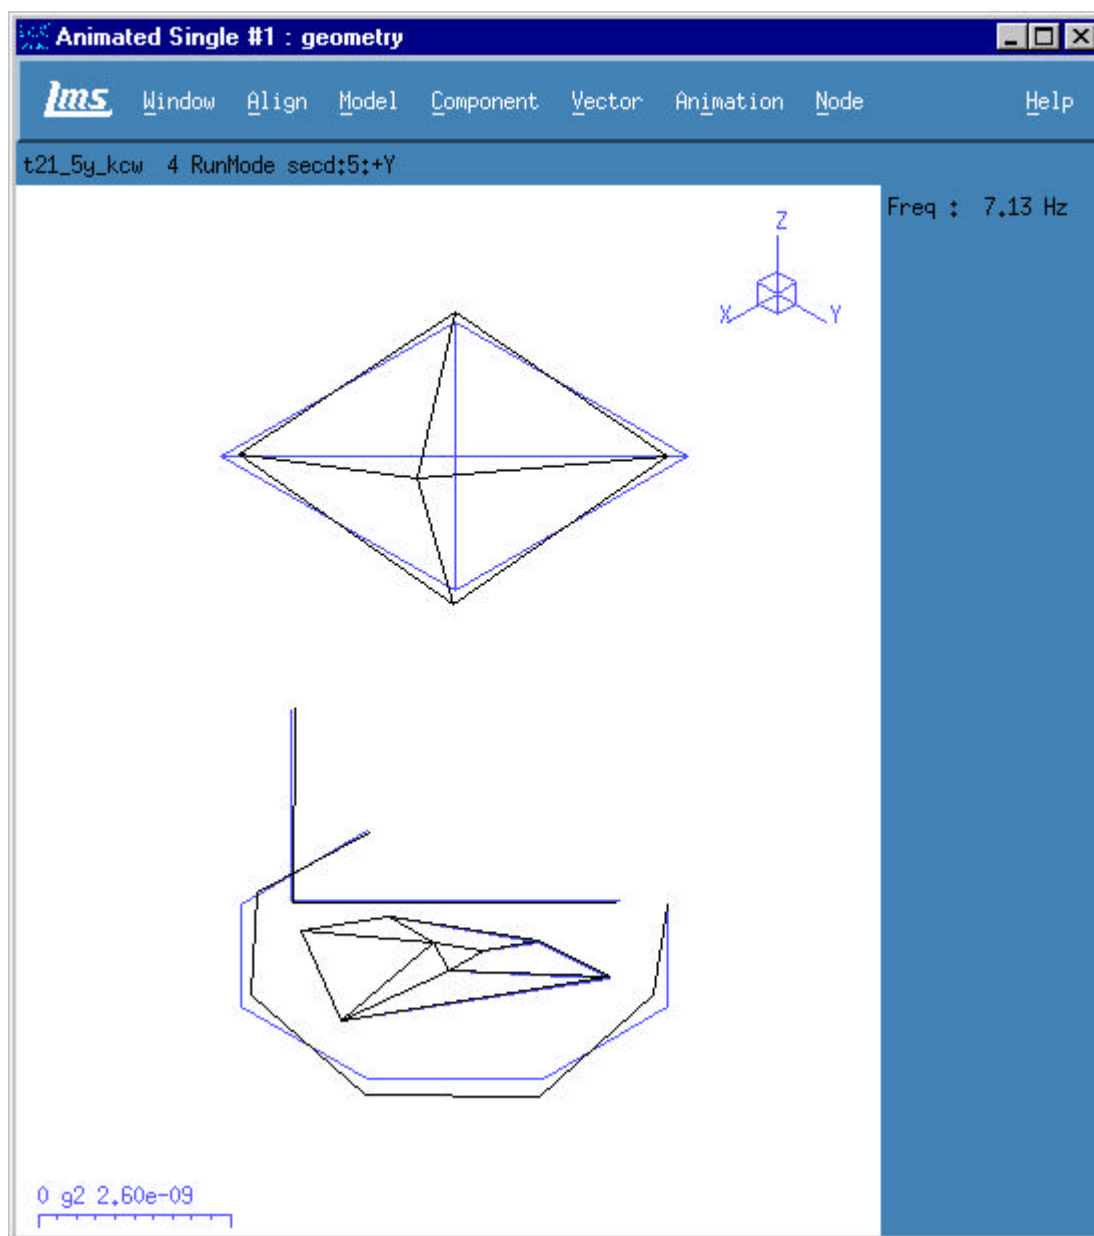 Animated Single #1 : geometry
lms Window Align Model Component Vector Animation Node Help
t21_5y_kcw 4 RunMode secd:5:+Y
Freq : 7.13 Hz
Z
X Y
0 g2 2.60e-09